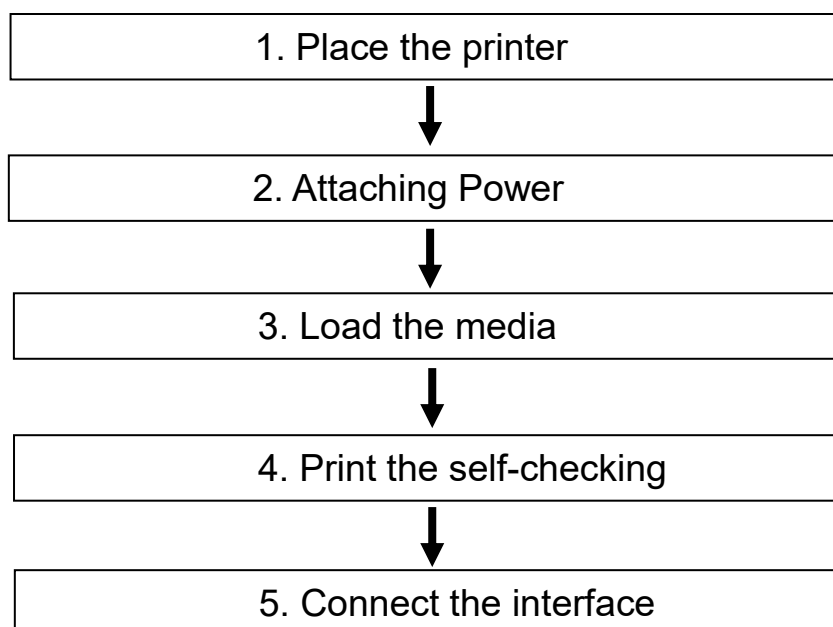 1. Place the printer
2. Attaching Power
3. Load the media
4. Print the self-checking
5. Connect the interface